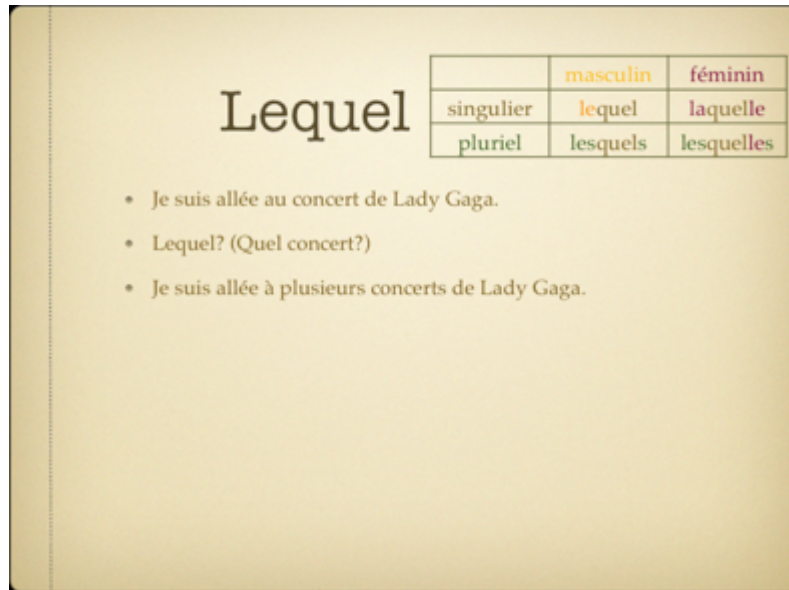 Lequel
masculin féminin
singulier lequel laquelle
pluriel lesquels lesquelles
Je suis allée au concert de Lady Gaga.
Lequel? (Quel concert?)
Je suis allée à plusieurs concerts de Lady Gaga.